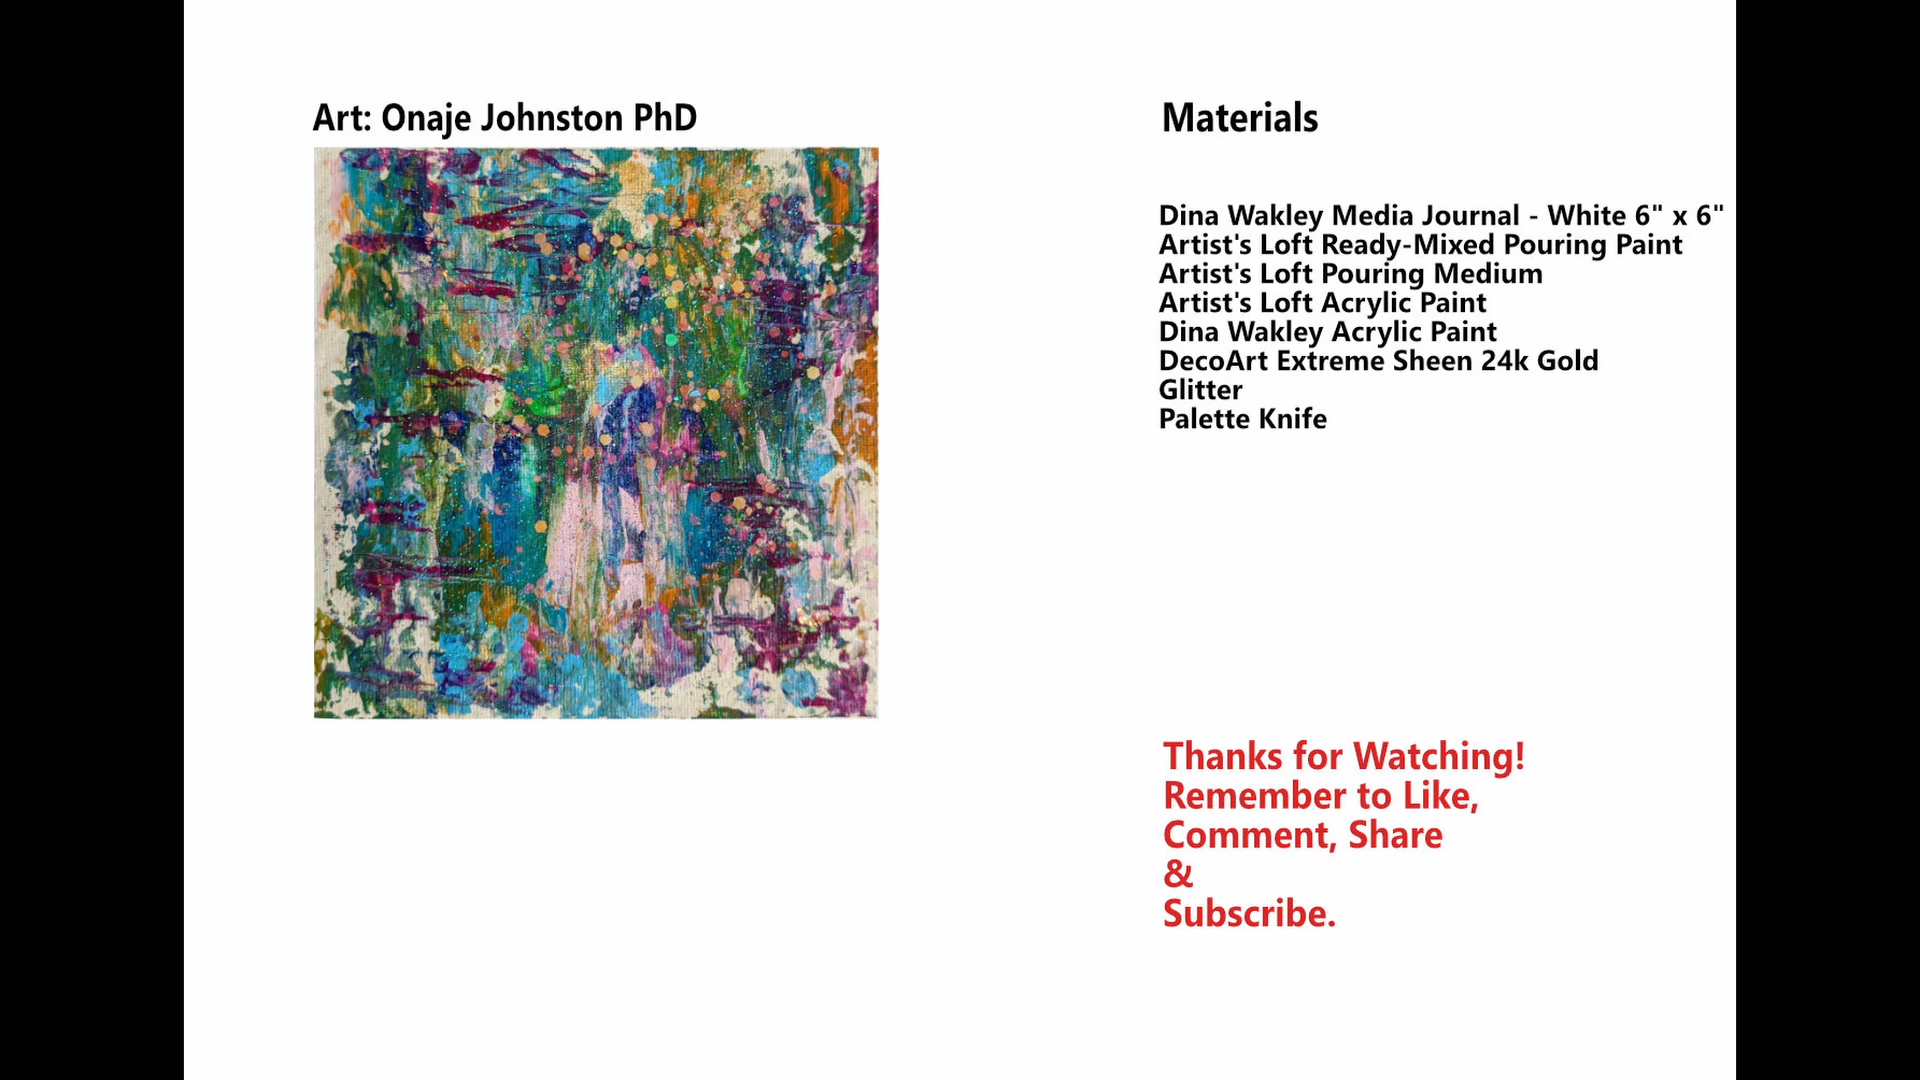 Art: Onaje Johnston PhD
Materials
Dina Wakley Media Journal - White 6" x 6"
Artist's Loft Ready-Mixed Pouring Paint
Artist's Loft Pouring Medium
Artist's Loft Acrylic Paint
Dina Wakley Acrylic Paint
DecoArt Extreme Sheen 24k Gold
Glitter
Palette Knife
Thanks for Watching!
Remember to Like,
Comment, Share
&
Subscribe.